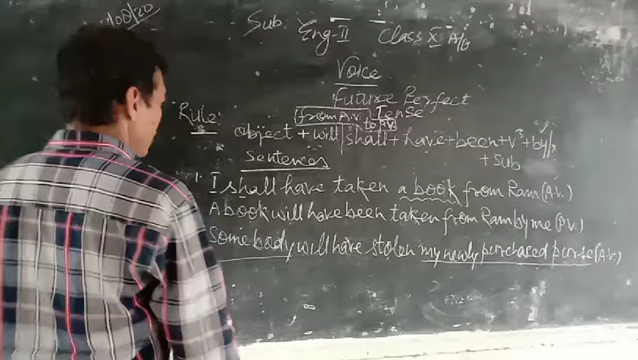 Sub: Eng-II Class X A/B
Voice
Future Perfect
Tense
Rule: (from A.V. to P.V.)
object + will/shall + have + been + V³ + by/x
+ Sub
Sentences
I shall have taken a book from Ram (A.V.)
A book will have been taken from Ram by me (P.V.)
Somebody will have stolen my newly purchased purse (A.V.)